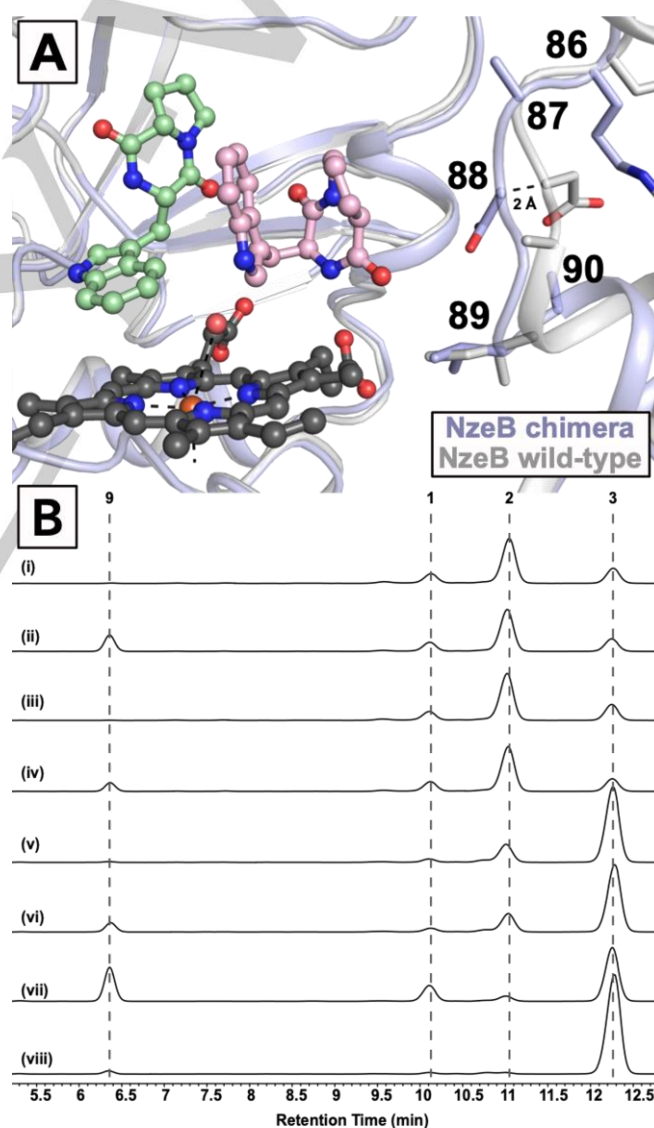 A
86
87
88
2 Å
90
89
NzeB chimera
NzeB wild-type
B
9 1 2 3
(i)
(ii)
(iii)
(iv)
(v)
(vi)
(vii)
(viii)
5.5 6 6.5 7 7.5 8 8.5 9 9.5 10 10.5 11 11.5 12 12.5
Retention Time (min)